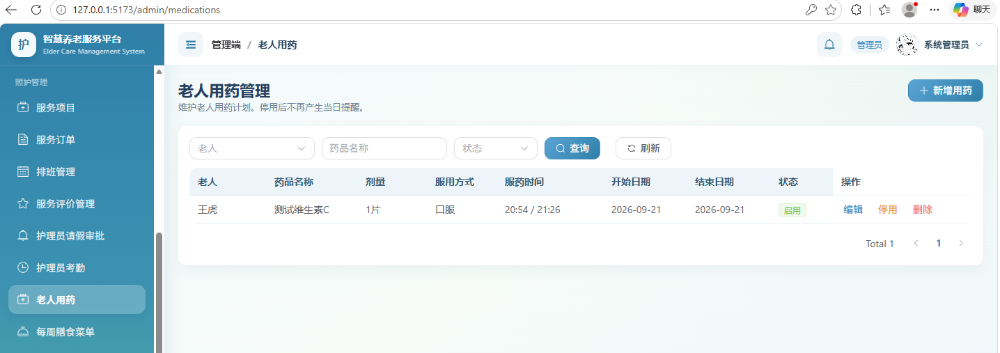 127.0.0.1:5173/admin/medications
聊天
护
智慧养老服务平台
Elder Care Management System
管理端 / 老人用药
管理员
系统管理员
照护管理
服务项目
服务订单
排班管理
服务评价管理
护理员请假审批
护理员考勤
老人用药
每周膳食菜单
老人用药管理
维护老人用药计划。停用后不再产生当日提醒。
新增用药
老人 药品名称 状态 查询 刷新
老人 药品名称 剂量 服用方式 服药时间 开始日期 结束日期 状态 操作
王虎 测试维生素C 1片 口服 20:54 / 21:26 2026-09-21 2026-09-21 启用 编辑 停用 删除
Total 1 1